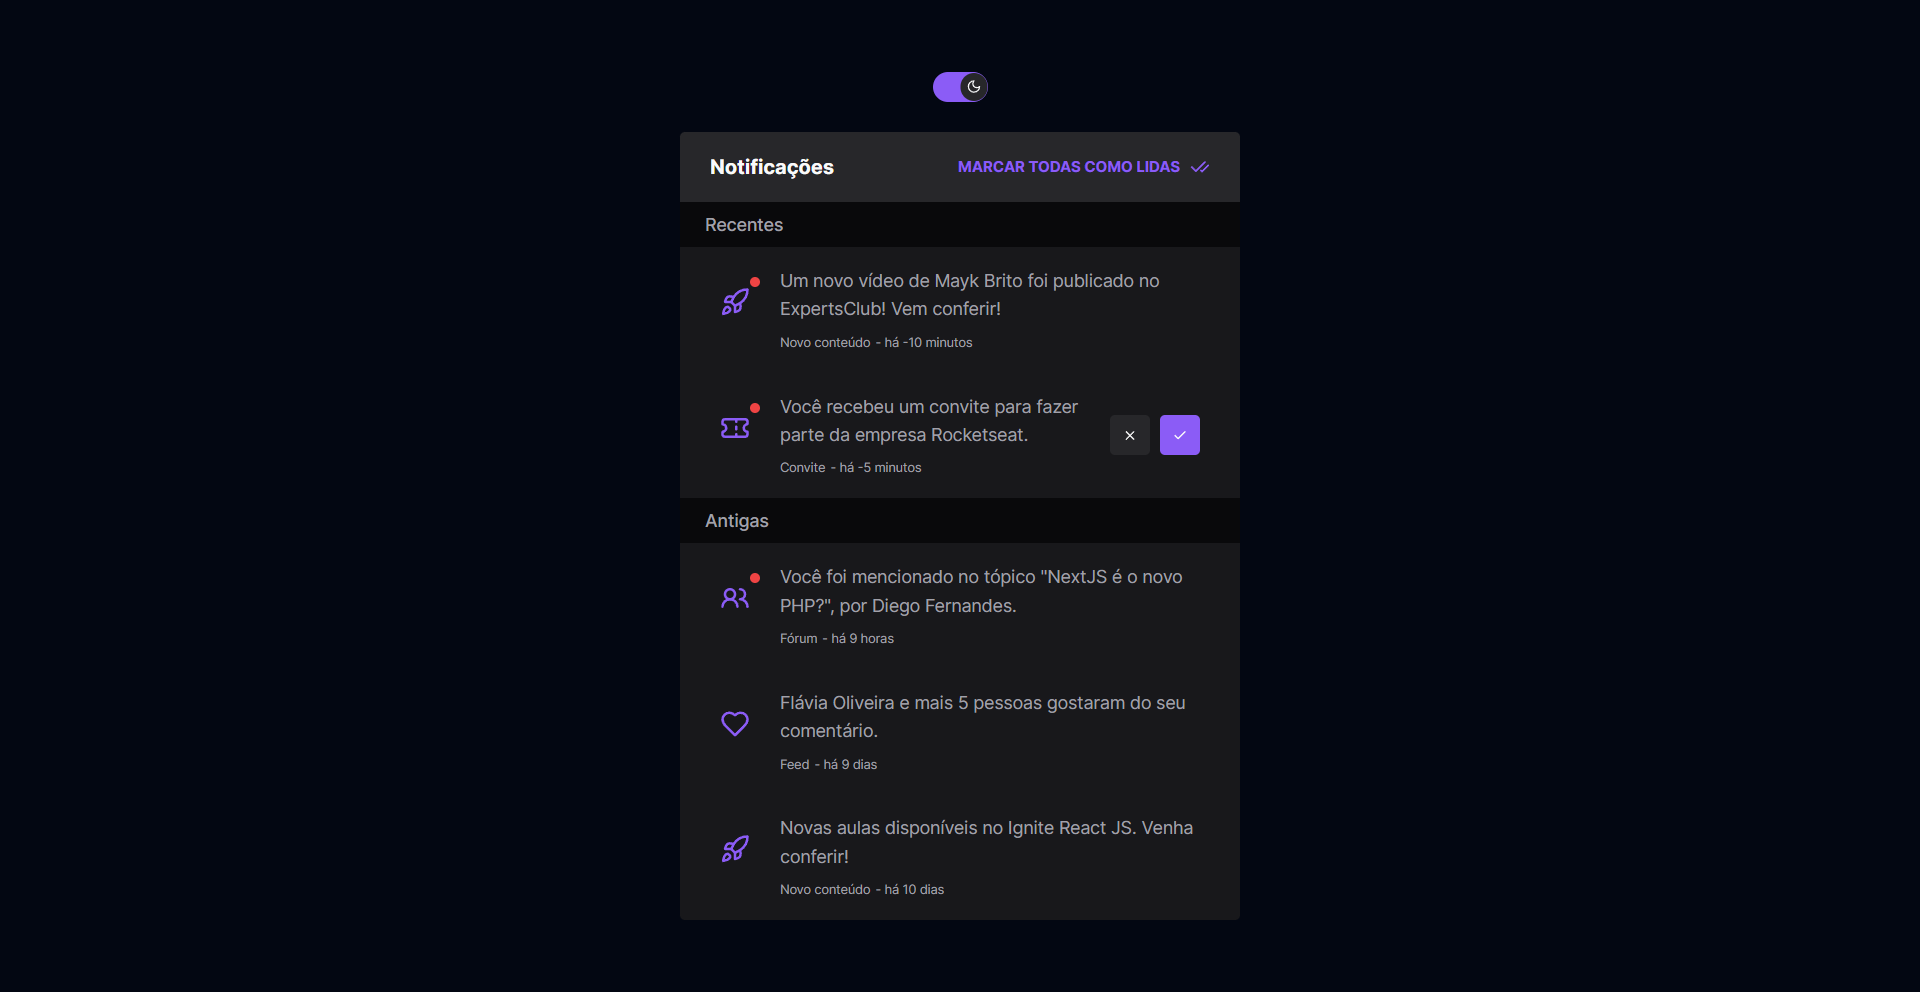 Notificações
MARCAR TODAS COMO LIDAS
Recentes
Um novo vídeo de Mayk Brito foi publicado no
ExpertsClub! Vem conferir!
Novo conteúdo - há -10 minutos
Você recebeu um convite para fazer
parte da empresa Rocketseat.
Convite - há -5 minutos
Antigas
Você foi mencionado no tópico "NextJS é o novo
PHP?", por Diego Fernandes.
Fórum - há 9 horas
Flávia Oliveira e mais 5 pessoas gostaram do seu
comentário.
Feed - há 9 dias
Novas aulas disponíveis no Ignite React JS. Venha
conferir!
Novo conteúdo - há 10 dias